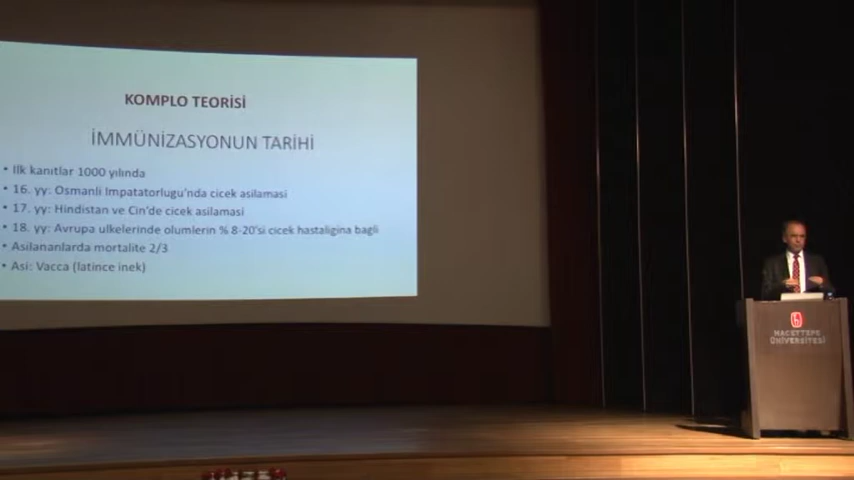 KOMPLO TEORİSİ
İMMÜNİZASYONUN TARİHİ
• Ilk kanıtlar 1000 yılında
• 16. yy: Osmanli Impatatorlugu'nda cicek asilamasi
• 17. yy: Hindistan ve Cin'de cicek asilamasi
• 18. yy: Avrupa ulkelerinde olumlerin % 8-20'si cicek hastaligina bagli
• Asilananlarda mortalite 2/3
• Asi: Vacca (latince inek)
HACETTEPE
ÜNİVERSİTESİ